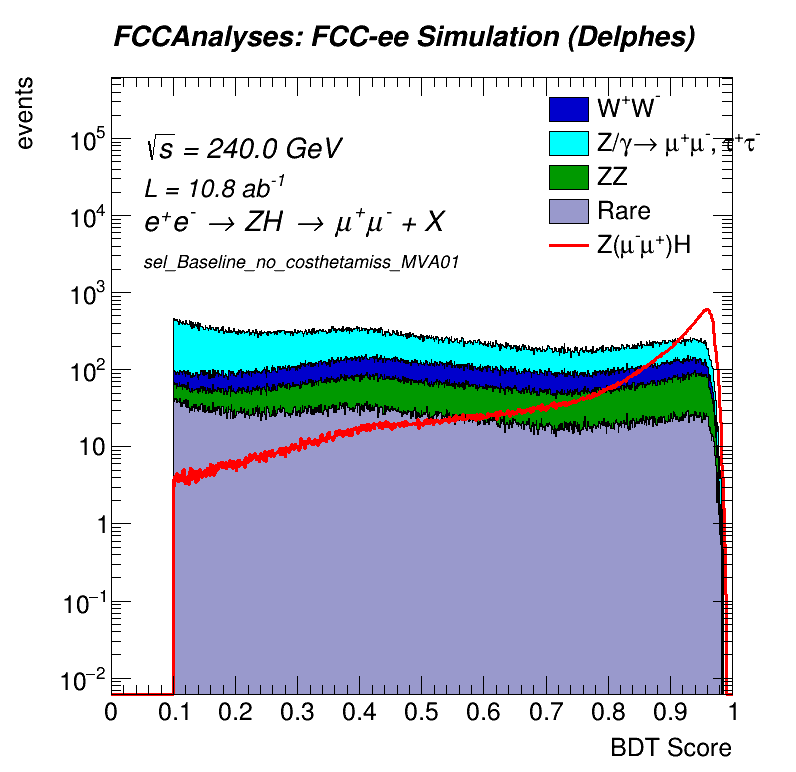 FCCAnalyses: FCC-ee Simulation (Delphes)
events
√s = 240.0 GeV
L = 10.8 ab⁻¹
e⁺e⁻ → ZH → μ⁺μ⁻ + X
sel_Baseline_no_costhetamiss_MVA01
W⁺W⁻
Z/γ→ μ⁺μ⁻, τ⁺τ⁻
ZZ
Rare
Z(μ⁻μ⁺)H
10⁵
10⁴
10³
10²
10
1
10⁻¹
10⁻²
0 0.1 0.2 0.3 0.4 0.5 0.6 0.7 0.8 0.9 1
BDT Score